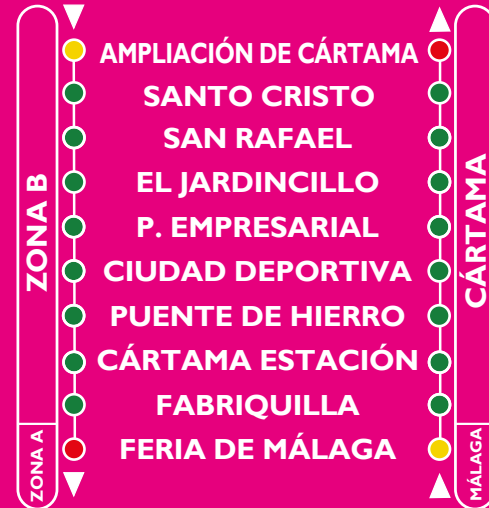 AMPLIACIÓN DE CÁRTAMA
SANTO CRISTO
SAN RAFAEL
EL JARDINCILLO
P. EMPRESARIAL
CIUDAD DEPORTIVA
PUENTE DE HIERRO
CÁRTAMA ESTACIÓN
FABRIQUILLA
FERIA DE MÁLAGA
ZONA B
ZONA A
CÁRTAMA
MÁLAGA